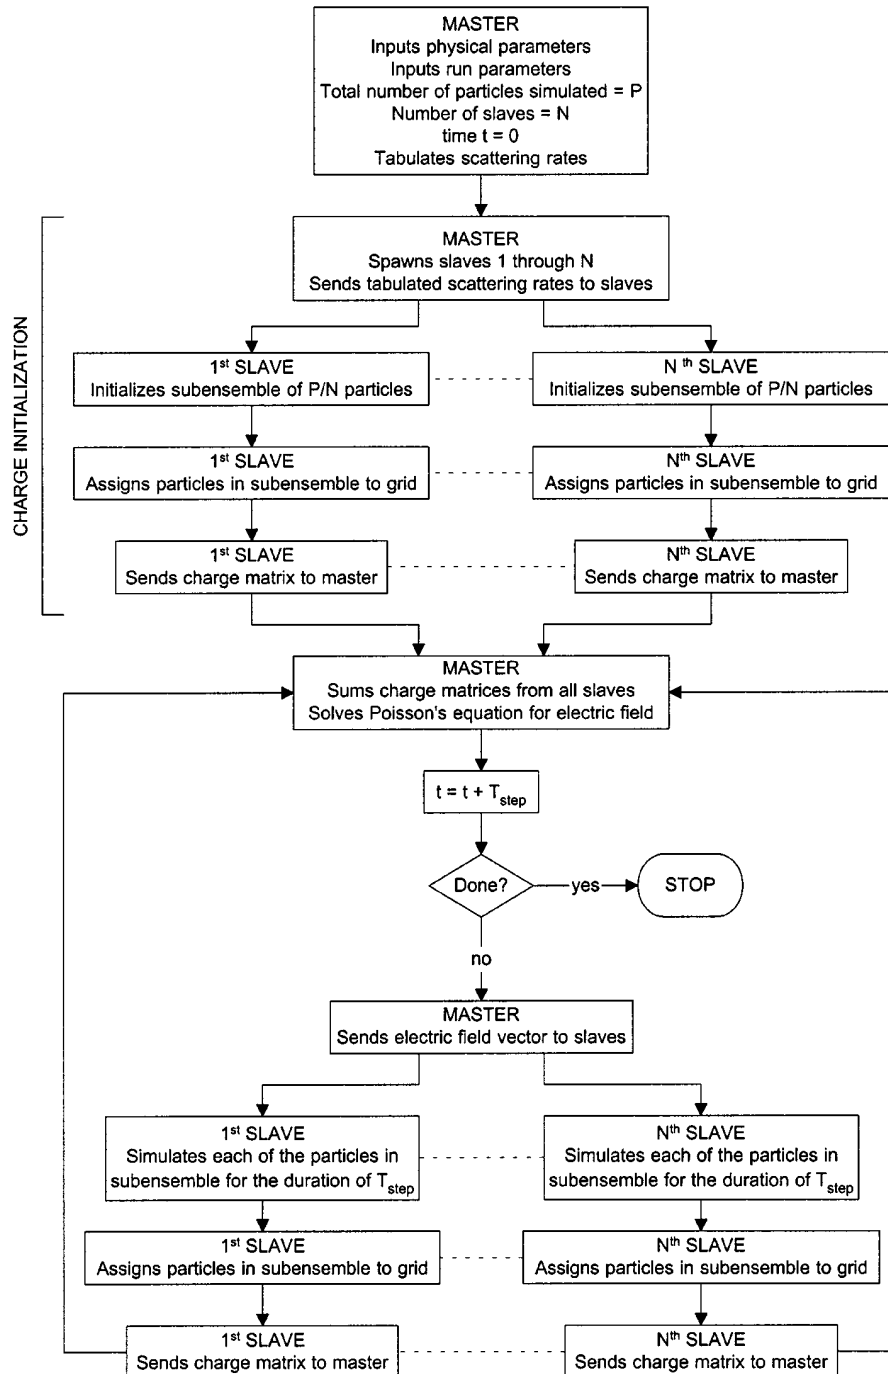 MASTER
Inputs physical parameters
Inputs run parameters
Total number of particles simulated = P
Number of slaves = N
time t = 0
Tabulates scattering rates
CHARGE INITIALIZATION
MASTER
Spawns slaves 1 through N
Sends tabulated scattering rates to slaves
1st SLAVE
Initializes subensemble of P/N particles
N th SLAVE
Initializes subensemble of P/N particles
1st SLAVE
Assigns particles in subensemble to grid
Nth SLAVE
Assigns particles in subensemble to grid
1st SLAVE
Sends charge matrix to master
Nth SLAVE
Sends charge matrix to master
MASTER
Sums charge matrices from all slaves
Solves Poisson's equation for electric field
t = t + Tstep
Done?
yes
STOP
no
MASTER
Sends electric field vector to slaves
1st SLAVE
Simulates each of the particles in
subensemble for the duration of Tstep
Nth SLAVE
Simulates each of the particles in
subensemble for the duration of Tstep
1st SLAVE
Assigns particles in subensemble to grid
Nth SLAVE
Assigns particles in subensemble to grid
1st SLAVE
Sends charge matrix to master
Nth SLAVE
Sends charge matrix to master